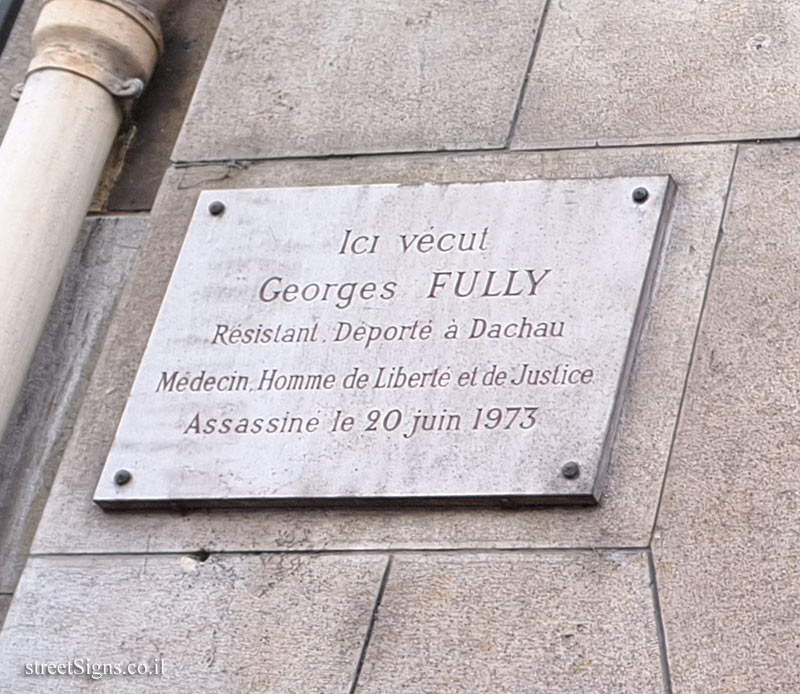 Ici vécut
Georges FULLY
Résistant, Déporté à Dachau
Médecin, Homme de Liberté et de Justice
Assassiné le 20 juin 1973
streetSigns.co.il